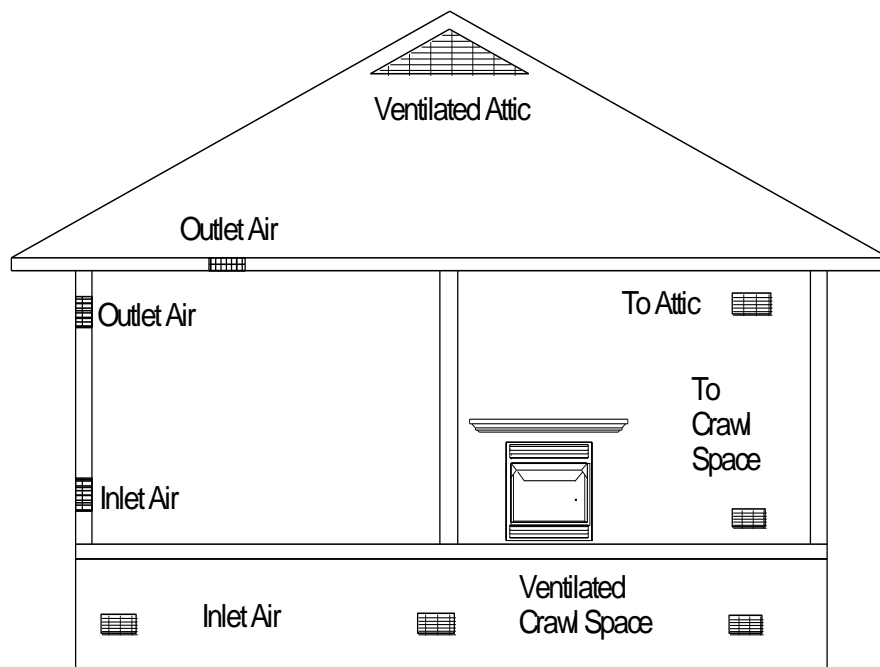 Ventilated Attic
Outlet Air
Outlet Air
To Attic
To
Crawl
Space
Inlet Air
Inlet Air
Ventilated
Crawl Space